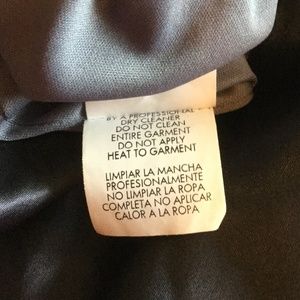 BY A PROFESSIONAL
DRY CLEANER
DO NOT CLEAN
ENTIRE GARMENT
DO NOT APPLY
HEAT TO GARMENT
LIMPIAR LA MANCHA
PROFESIONALMENTE
NO LIMPIAR LA ROPA
COMPLETA NO APLICAR
CALOR A LA ROPA